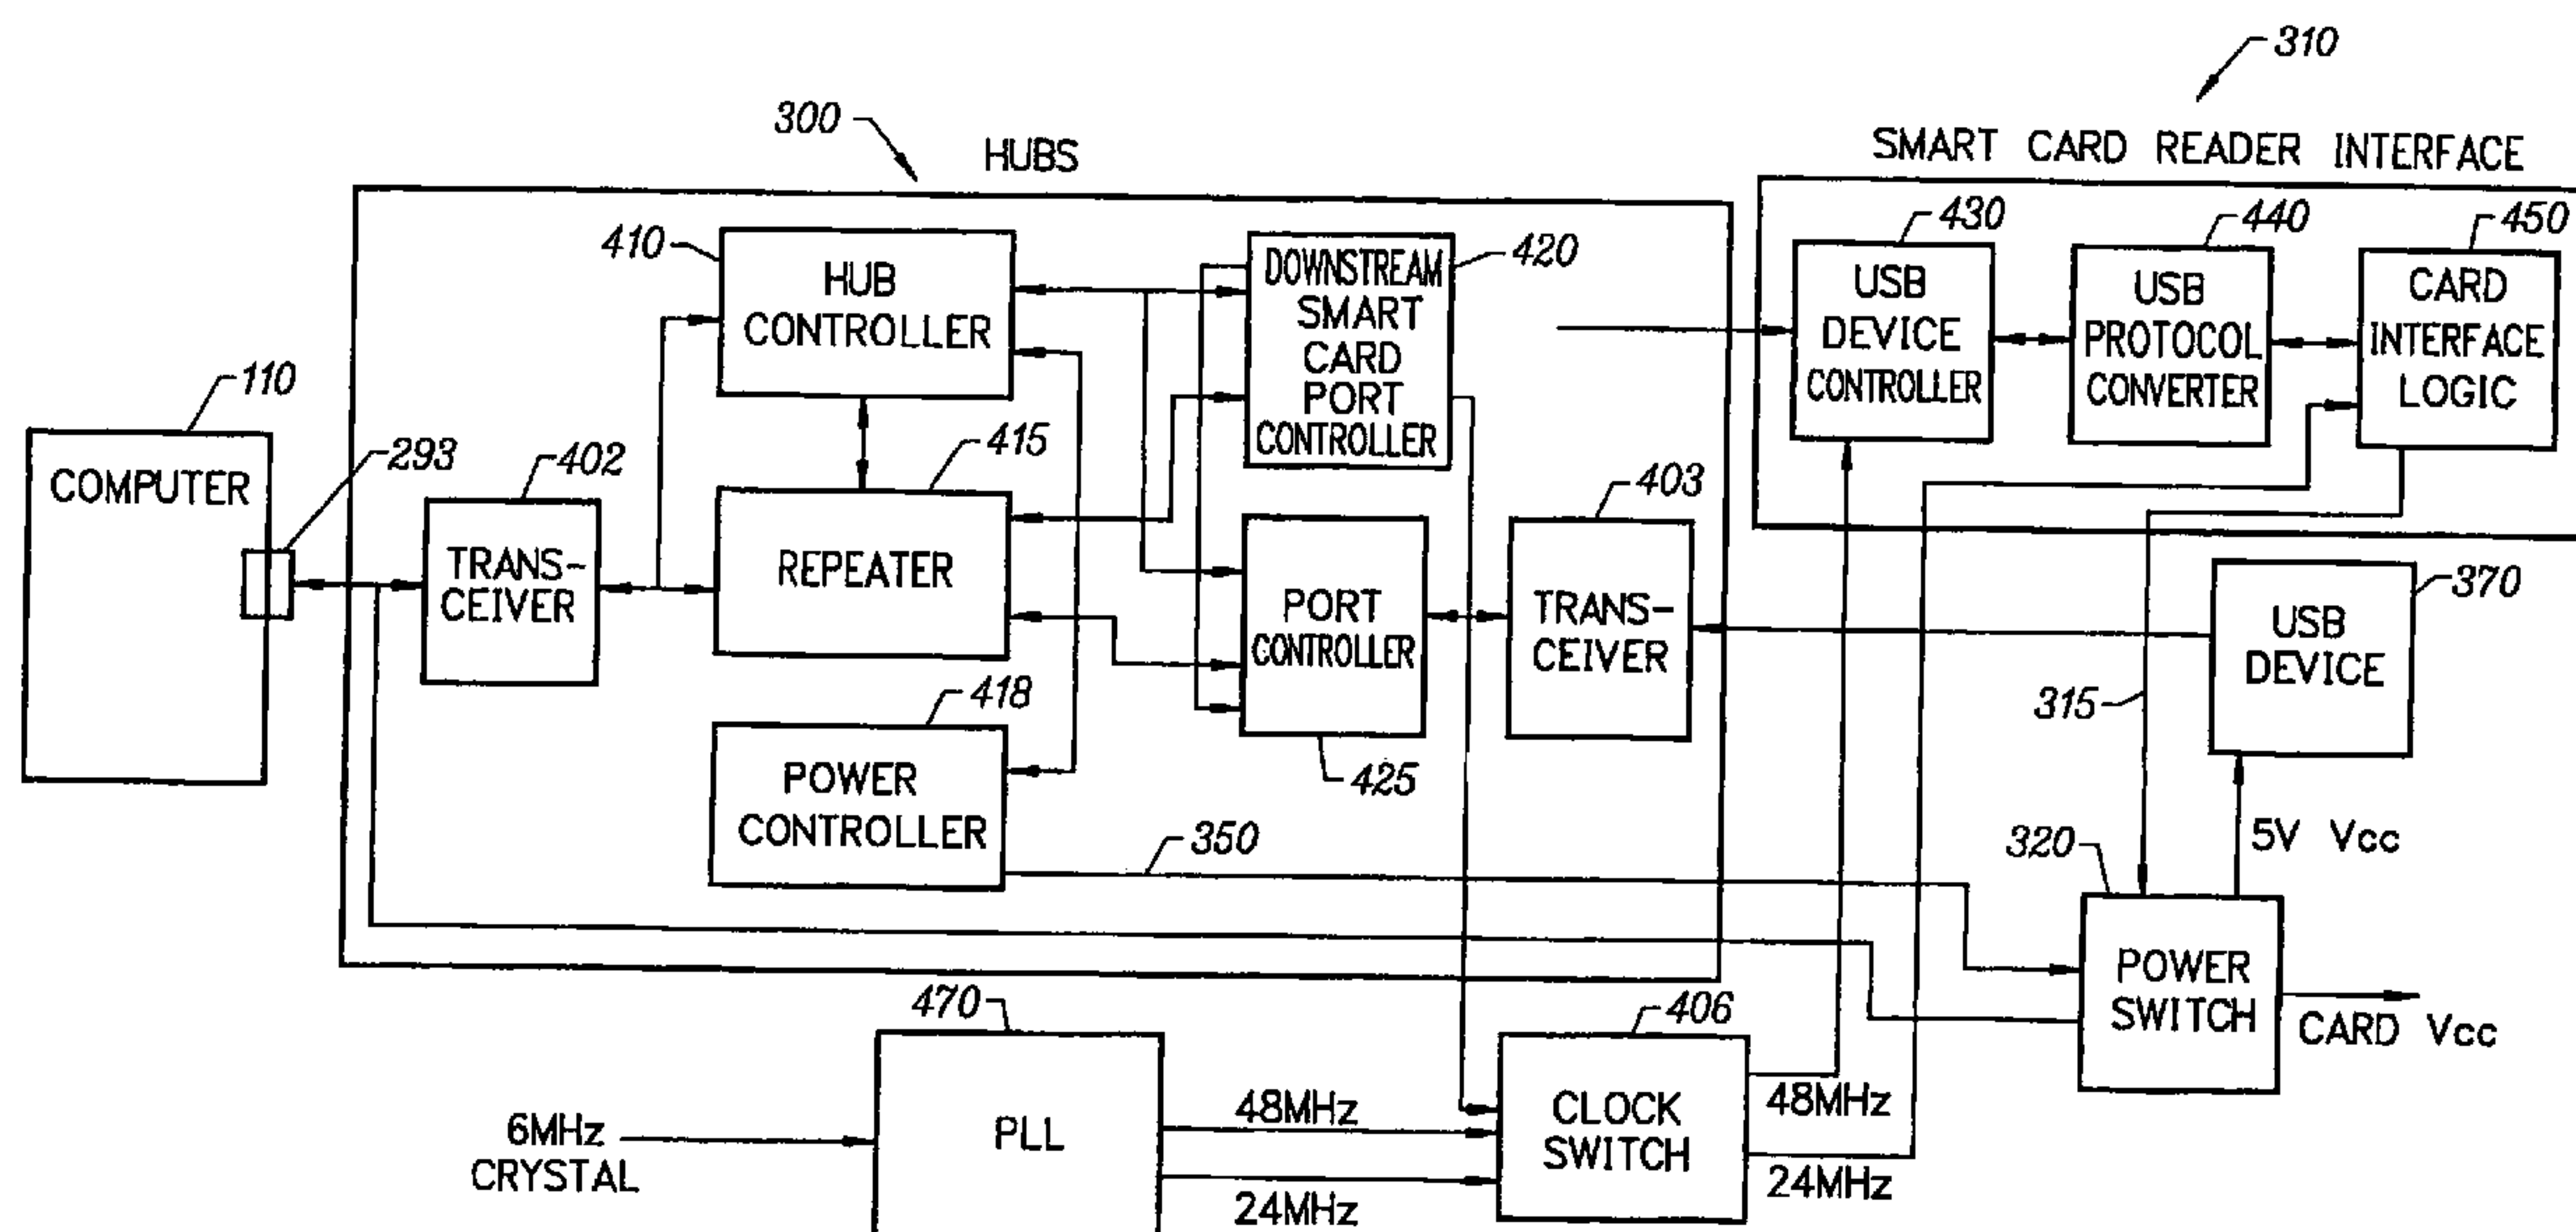 310
300
HUBS
SMART CARD READER INTERFACE
410
HUB
CONTROLLER
420
DOWNSTREAM
SMART
CARD
PORT
CONTROLLER
430
USB
DEVICE
CONTROLLER
440
USB
PROTOCOL
CONVERTER
450
CARD
INTERFACE
LOGIC
110
COMPUTER
293
402
TRANS-
CEIVER
415
REPEATER
403
TRANS-
CEIVER
PORT
CONTROLLER
425
370
USB
DEVICE
315
418
POWER
CONTROLLER
350
320
5V Vcc
POWER
SWITCH
CARD Vcc
470
PLL
6MHz
CRYSTAL
48MHz
24MHz
406
CLOCK
SWITCH
48MHz
24MHz